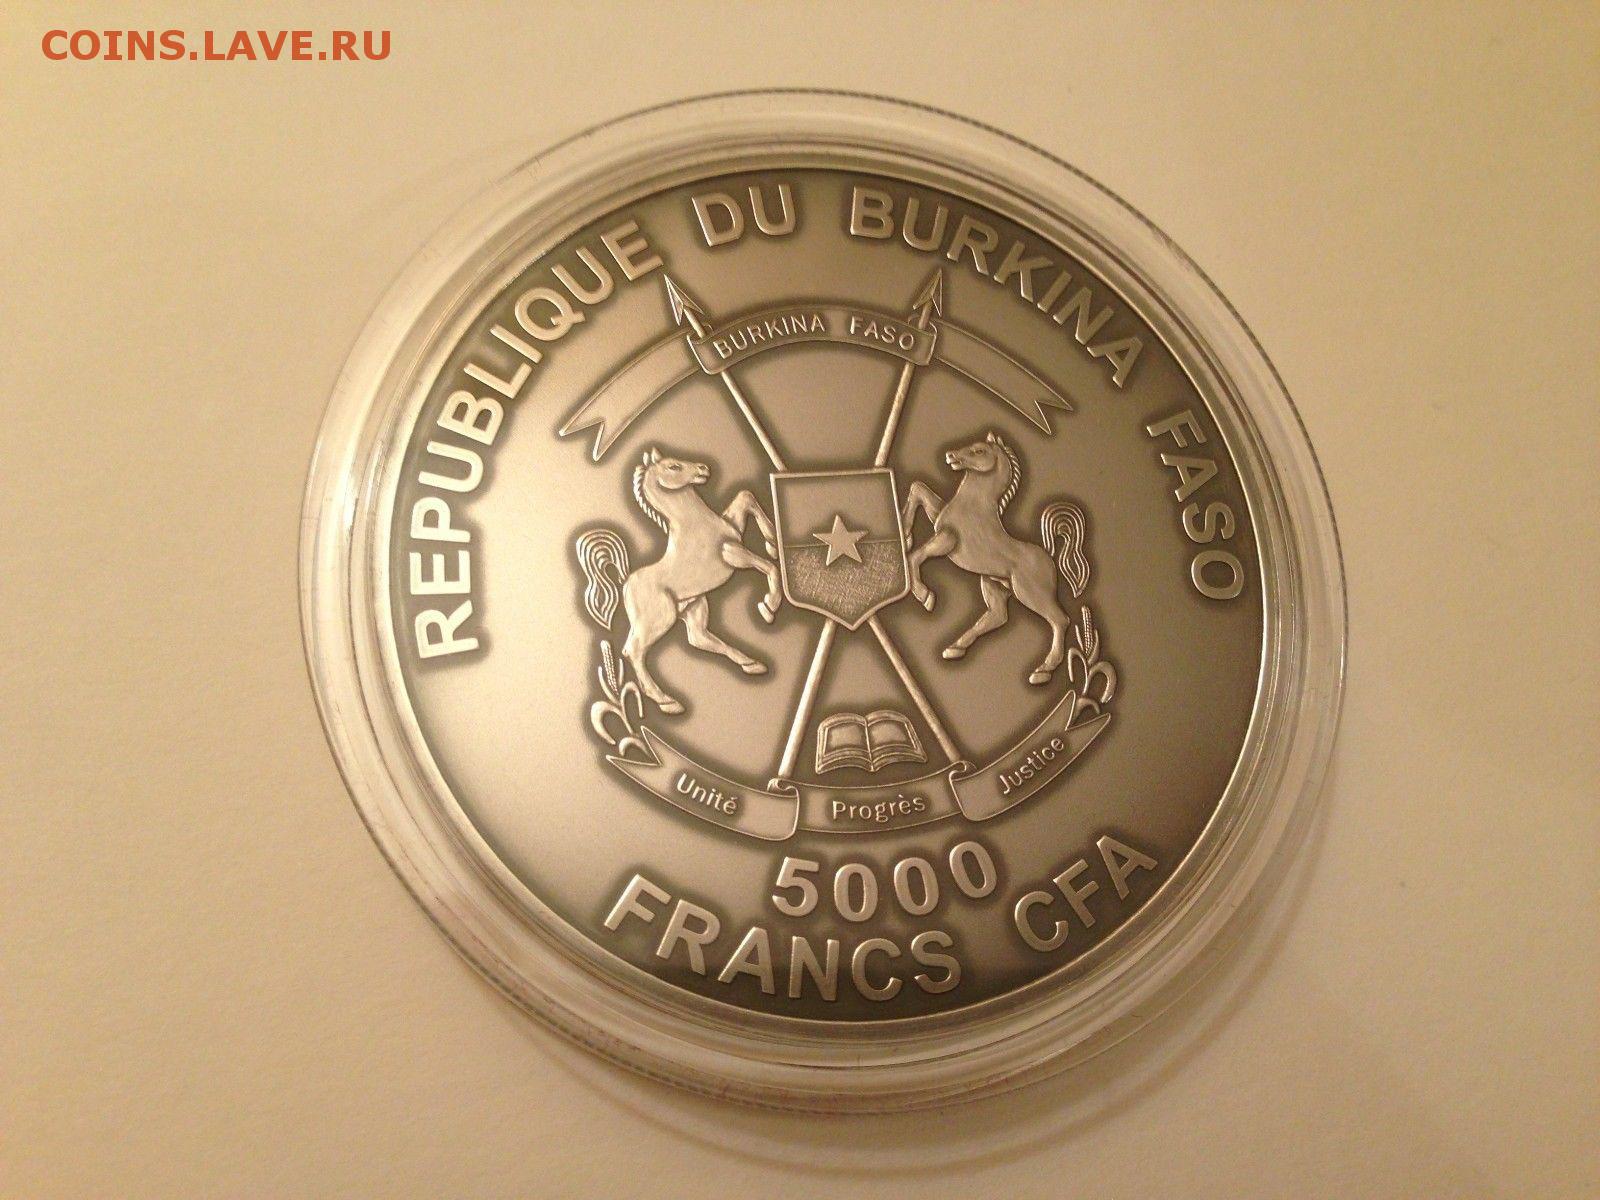 COINS.LAVE.RU
REPUBLIQUE DU BURKINA FASO
BURKINA FASO
Unité Progrès Justice
5000
FRANCS CFA